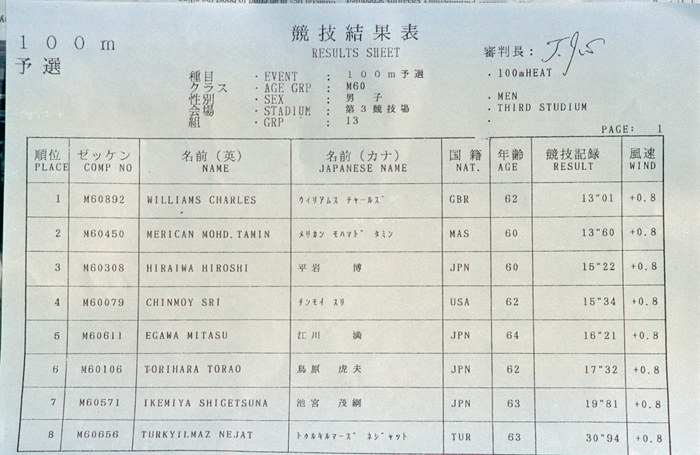 100m
予選
競技結果表
RESULTS SHEET
審判長：
種目 ・EVENT ： 100m予選 ・100mHEAT
クラス ・AGE GRP： M60
性別 ・SEX ： 男子 ・MEN
会場 ・STADIUM： 第3競技場 ・THIRD STUDIUM
組 ・GRP ： 13
PAGE: 1
順位 ゼッケン 名前（英） 名前（カナ） 国籍 年齢 競技記録 風速
PLACE COMP NO NAME JAPANESE NAME NAT. AGE RESULT WIND
1 M60892 WILLIAMS CHARLES ウイリアムス チャールズ GBR 62 13"01 +0.8
2 M60450 MERICAN MOHD.TAMIN メリカン モハマド タミン MAS 60 13"60 +0.8
3 M60308 HIRAIWA HIROSHI 平岩 博 JPN 60 15"22 +0.8
4 M60079 CHINMOY SRI チンモイ スリ USA 62 15"34 +0.8
5 M60611 EGAWA MITASU 江川 満 JPN 64 16"21 +0.8
6 M60106 TORIHARA TORAO 鳥原 虎夫 JPN 62 17"32 +0.8
7 M60571 IKEMIYA SHIGETSUNA 池宮 茂綱 JPN 63 19"81 +0.8
8 M60656 TURKYILMAZ NEJAT トゥルキルマーズ ネジャット TUR 63 30"94 +0.8